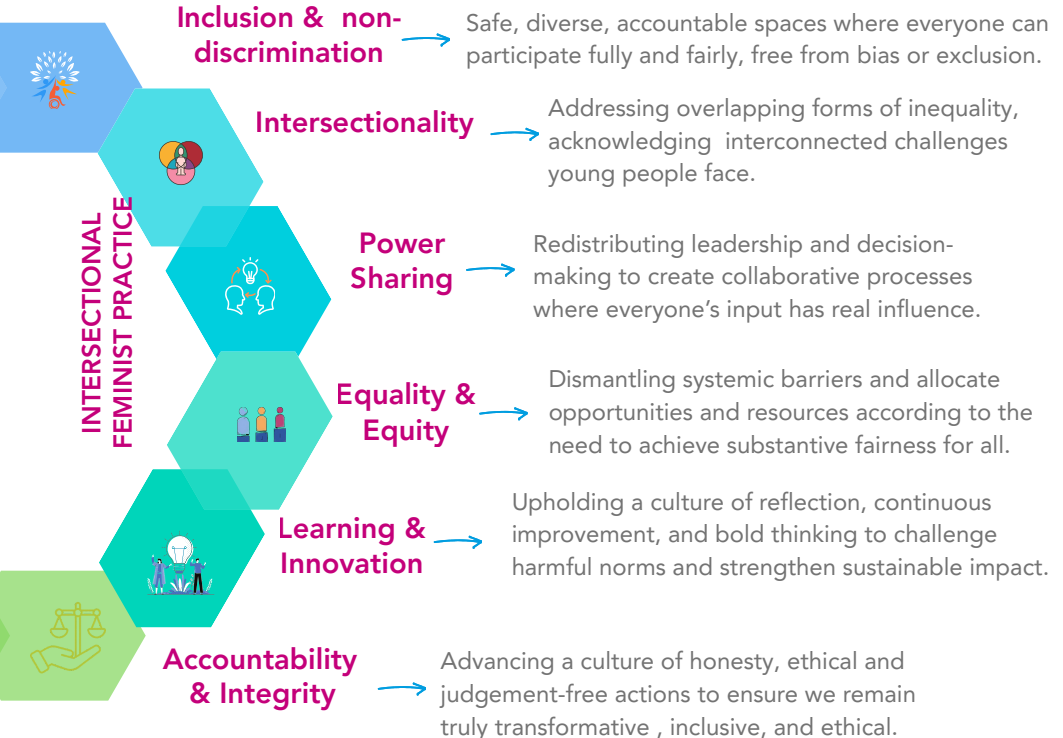 Inclusion & non-
discrimination
Safe, diverse, accountable spaces where everyone can
participate fully and fairly, free from bias or exclusion.
Intersectionality
Addressing overlapping forms of inequality,
acknowledging interconnected challenges
young people face.
INTERSECTIONAL
FEMINIST PRACTICE
Power
Sharing
Redistributing leadership and decision-
making to create collaborative processes
where everyone’s input has real influence.
Equality &
Equity
Dismantling systemic barriers and allocate
opportunities and resources according to the
need to achieve substantive fairness for all.
Learning &
Innovation
Upholding a culture of reflection, continuous
improvement, and bold thinking to challenge
harmful norms and strengthen sustainable impact.
Accountability
& Integrity
Advancing a culture of honesty, ethical and
judgement-free actions to ensure we remain
truly transformative , inclusive, and ethical.